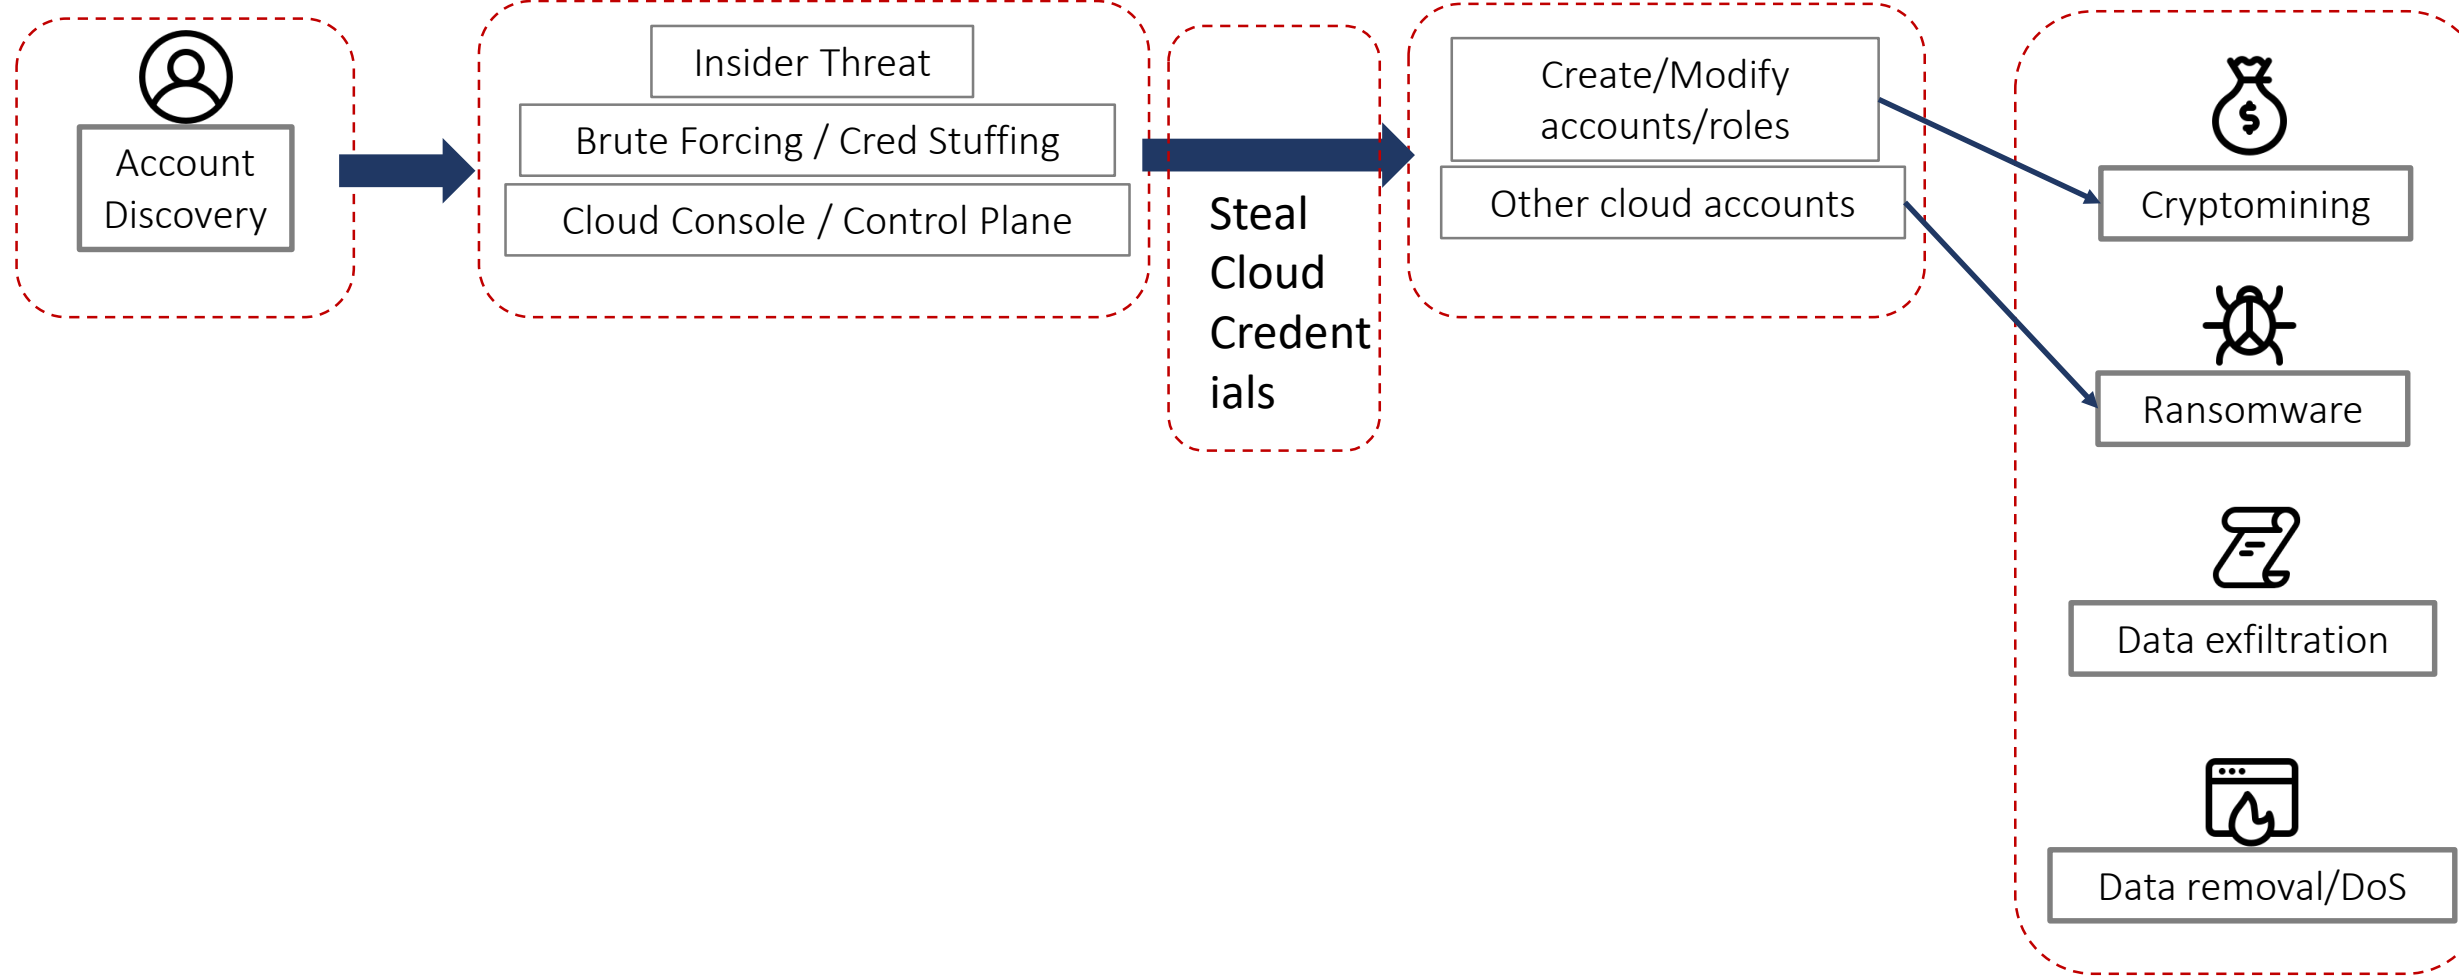 Account
Discovery
Insider Threat
Brute Forcing / Cred Stuffing
Cloud Console / Control Plane
Steal
Cloud
Credent
ials
Create/Modify
accounts/roles
Other cloud accounts
$
Cryptomining
Ransomware
Data exfiltration
Data removal/DoS